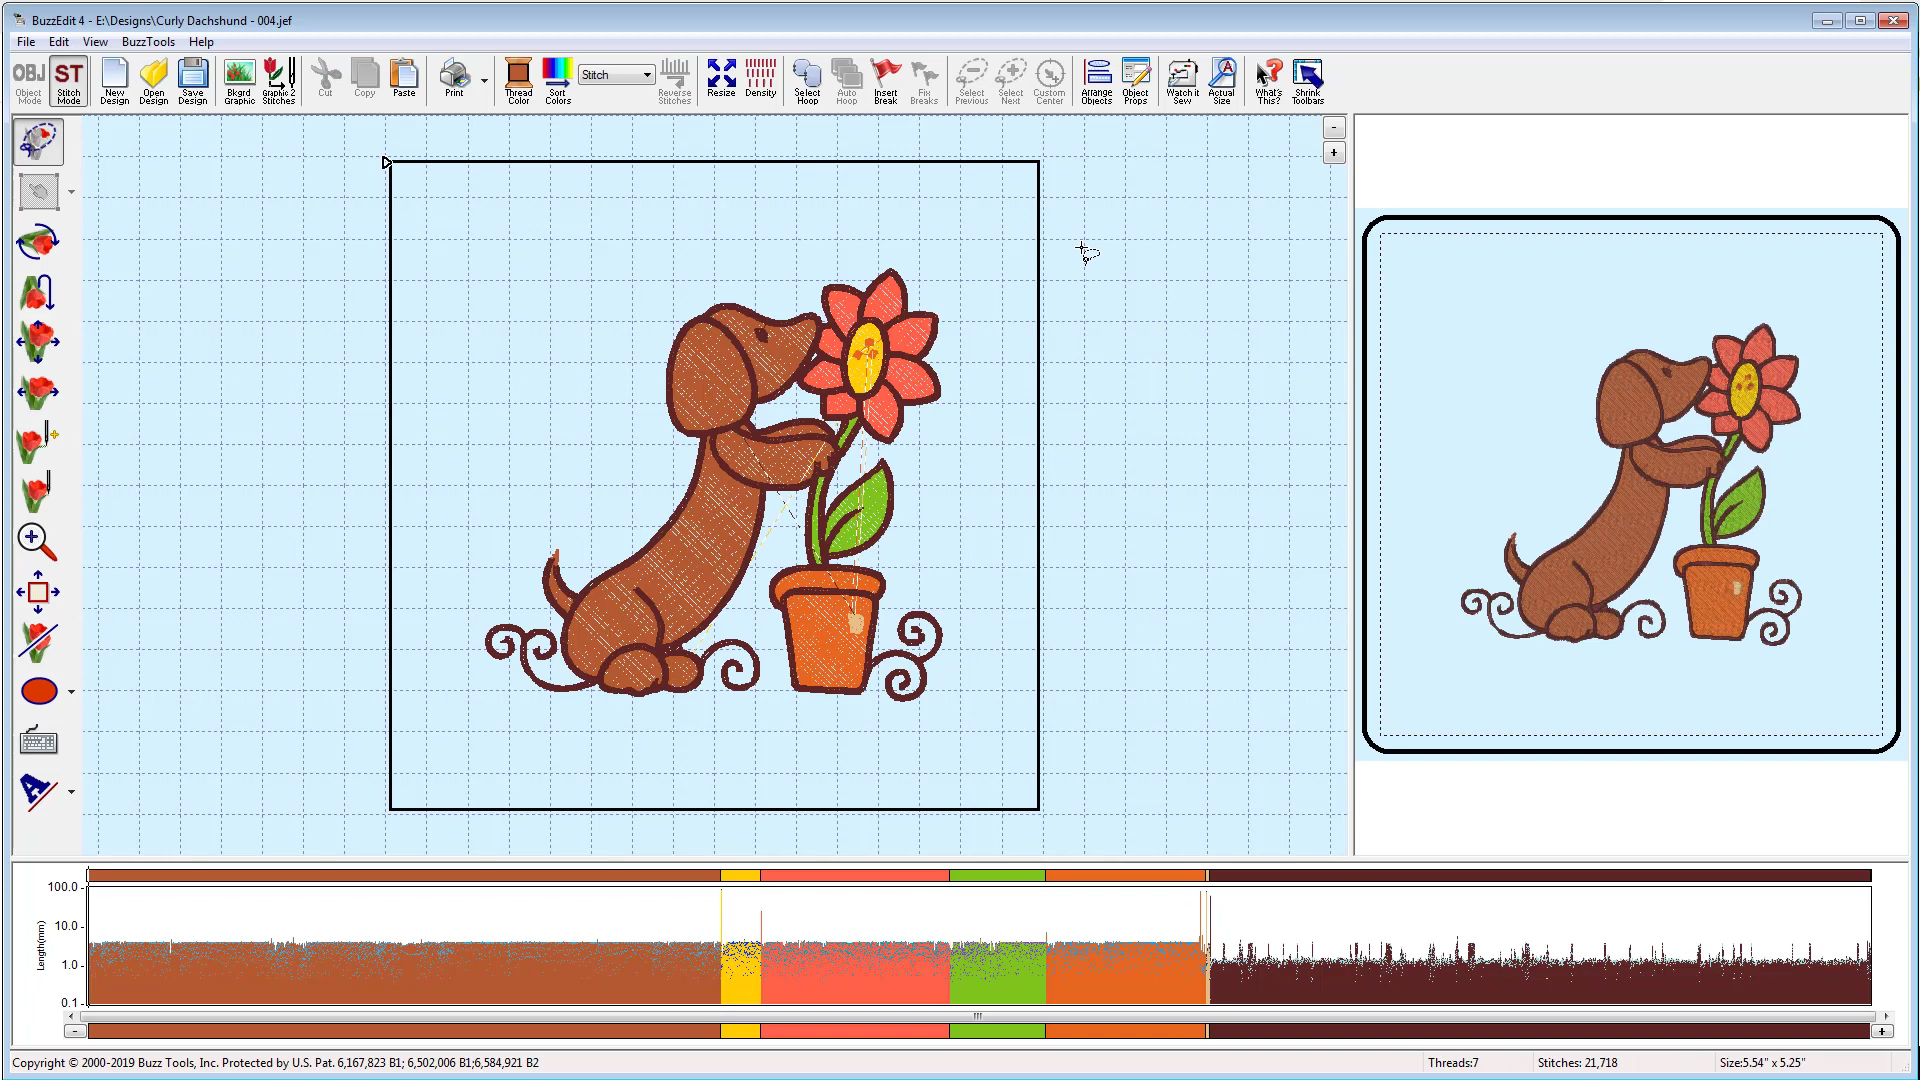 BuzzEdit 4 - E:\Designs\Curly Dachshund - 004.jef
File Edit View BuzzTools Help
OBJ Object Mode
ST Stitch Mode
New Design
Open Design
Save Design
Bkgrd Graphic
Graphic 2 Stitches
Cut
Copy
Paste
Print
Thread Color
Sort Colors
Stitch
Reverse Stitches
Resize
Density
Select Hoop
Auto Hoop
Insert Break
Fix Breaks
Select Previous
Select Next
Custom Center
Arrange Objects
Object Props
Watch it Sew
Actual Size
What's This?
Shrink Toolbars
-
+
Length(mm)
100.0
10.0
1.0
0.1
-
+
Copyright © 2000-2019 Buzz Tools, Inc. Protected by U.S. Pat. 6,167,823 B1; 6,502,006 B1;6,584,921 B2
Threads:7
Stitches: 21,718
Size:5.54" x 5.25"